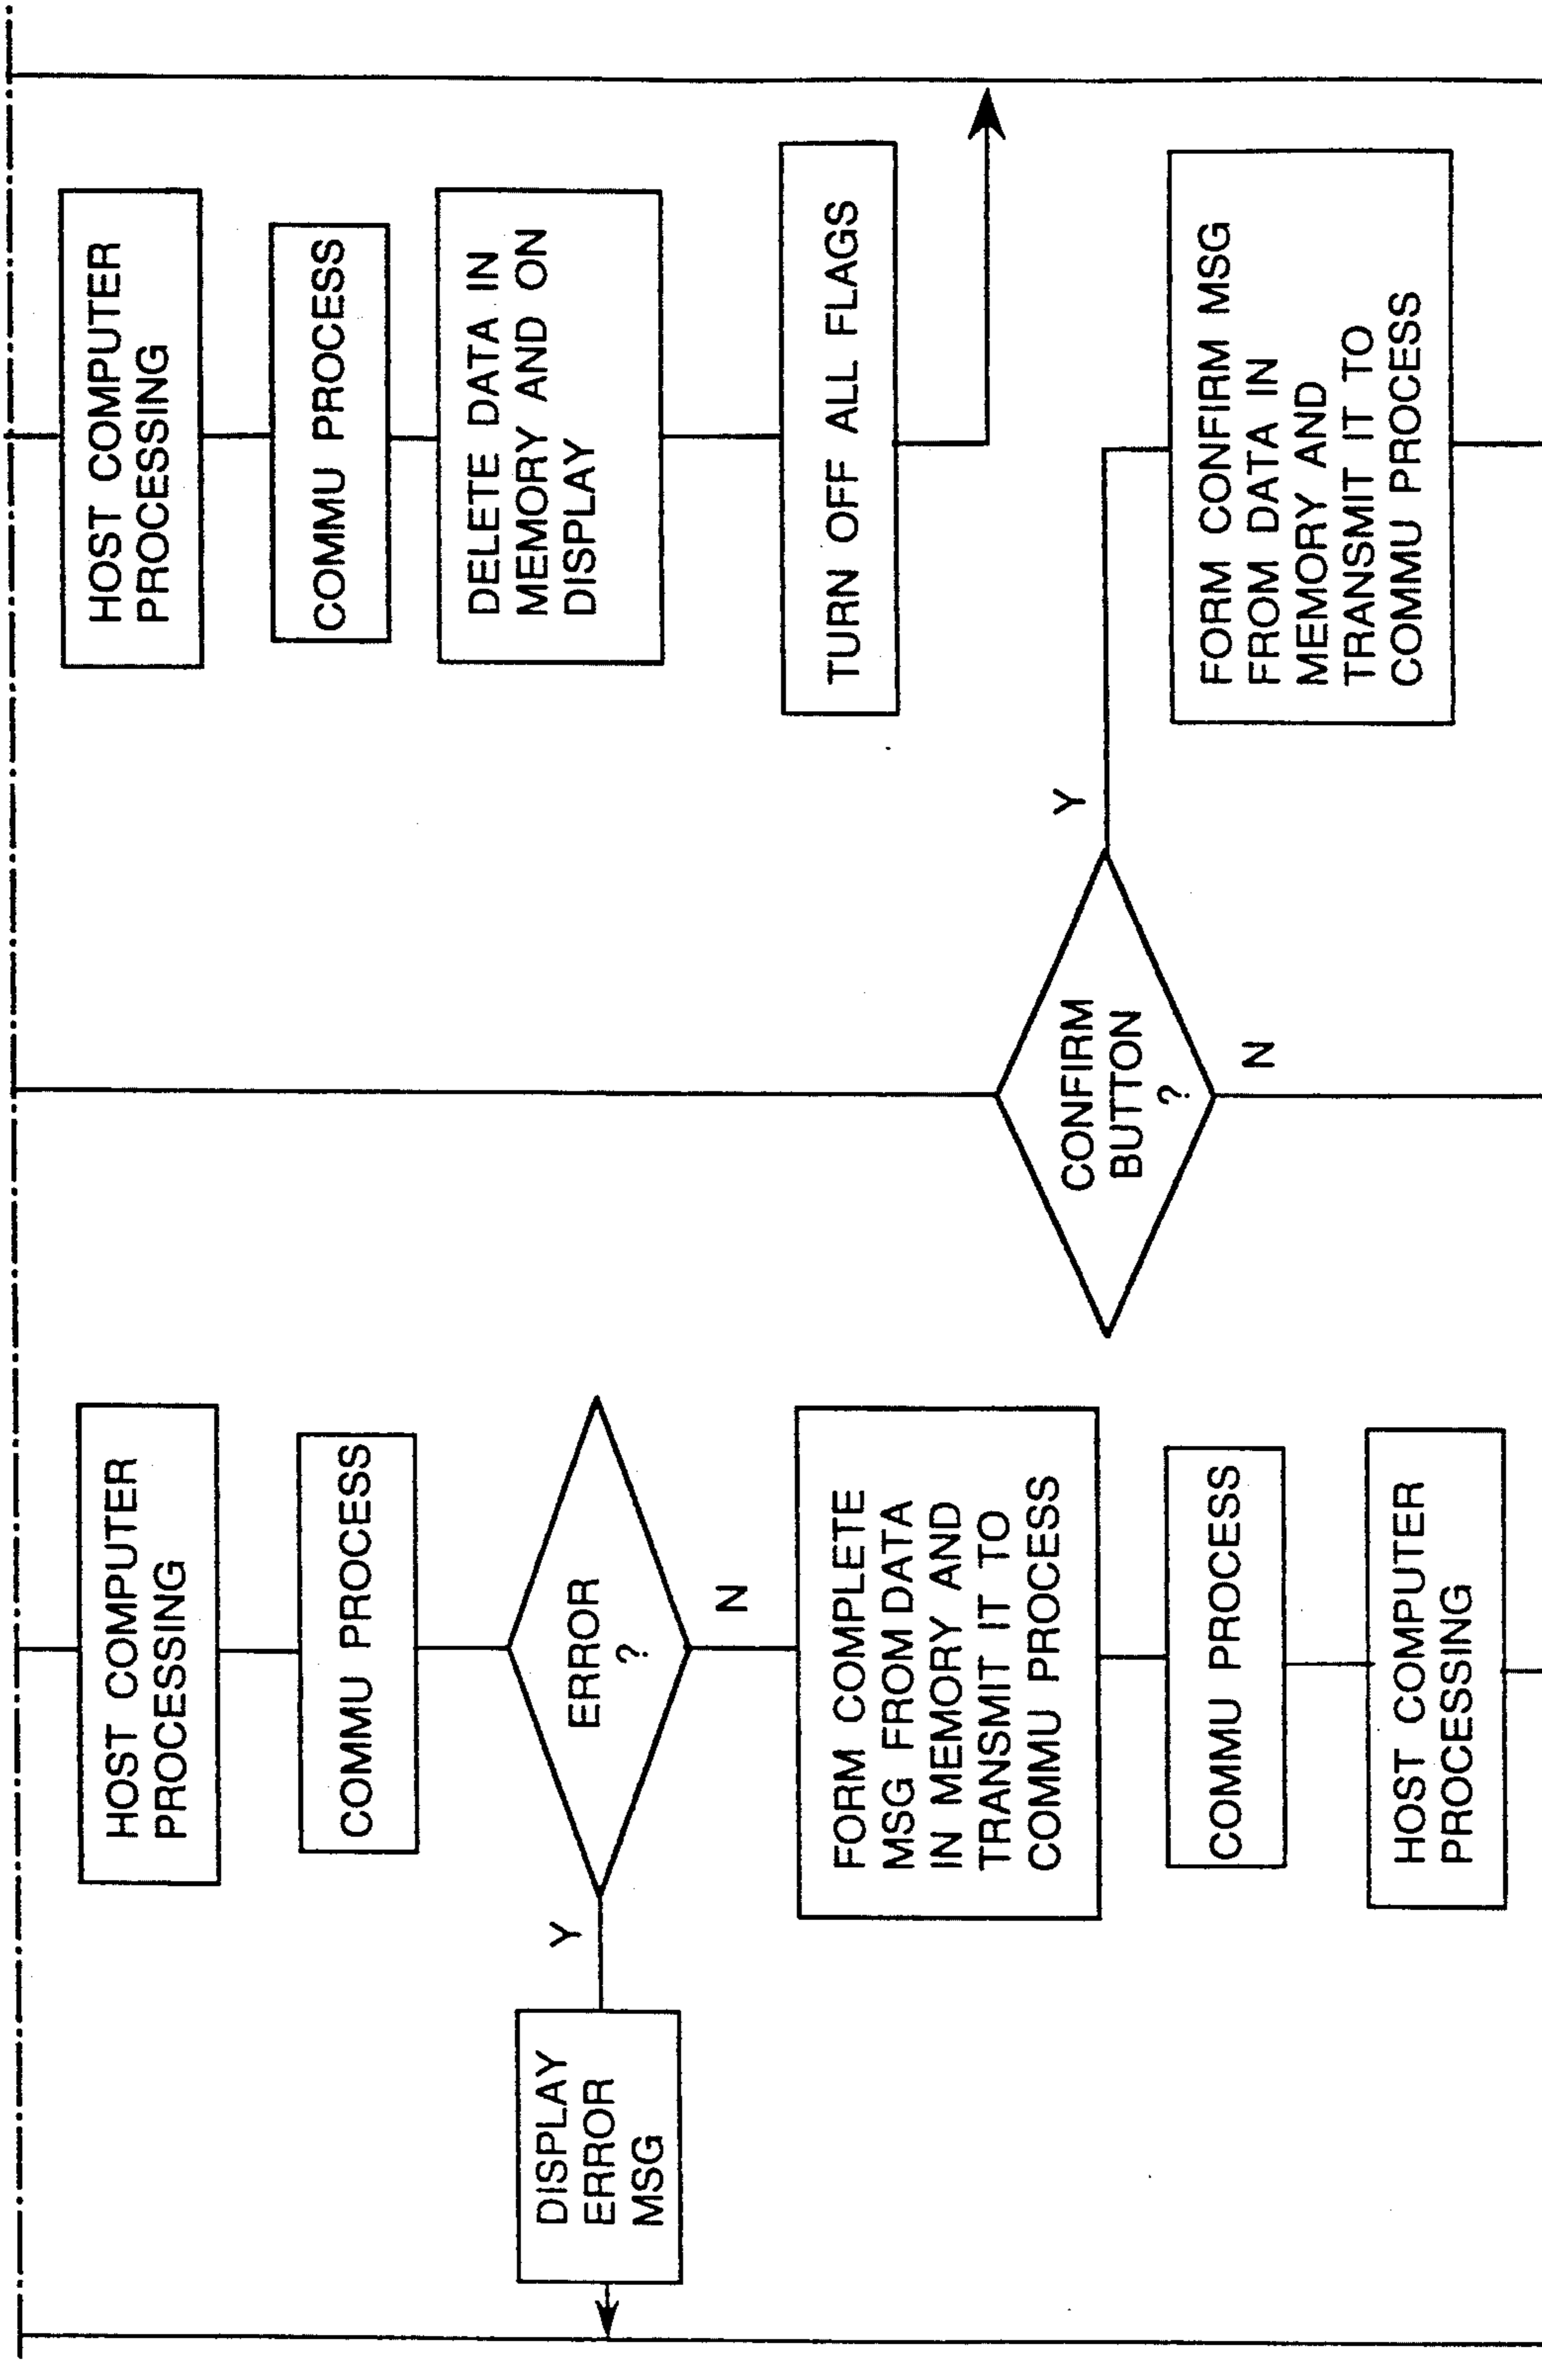 HOST COMPUTER
PROCESSING
COMMU PROCESS
ERROR
?
Y
N
DISPLAY
ERROR
MSG
FORM COMPLETE
MSG FROM DATA
IN MEMORY AND
TRANSMIT IT TO
COMMU PROCESS
COMMU PROCESS
HOST COMPUTER
PROCESSING
HOST COMPUTER
PROCESSING
COMMU PROCESS
DELETE DATA IN
MEMORY AND ON
DISPLAY
TURN OFF ALL FLAGS
CONFIRM
BUTTON
?
Y
N
FORM CONFIRM MSG
FROM DATA IN
MEMORY AND
TRANSMIT IT TO
COMMU PROCESS